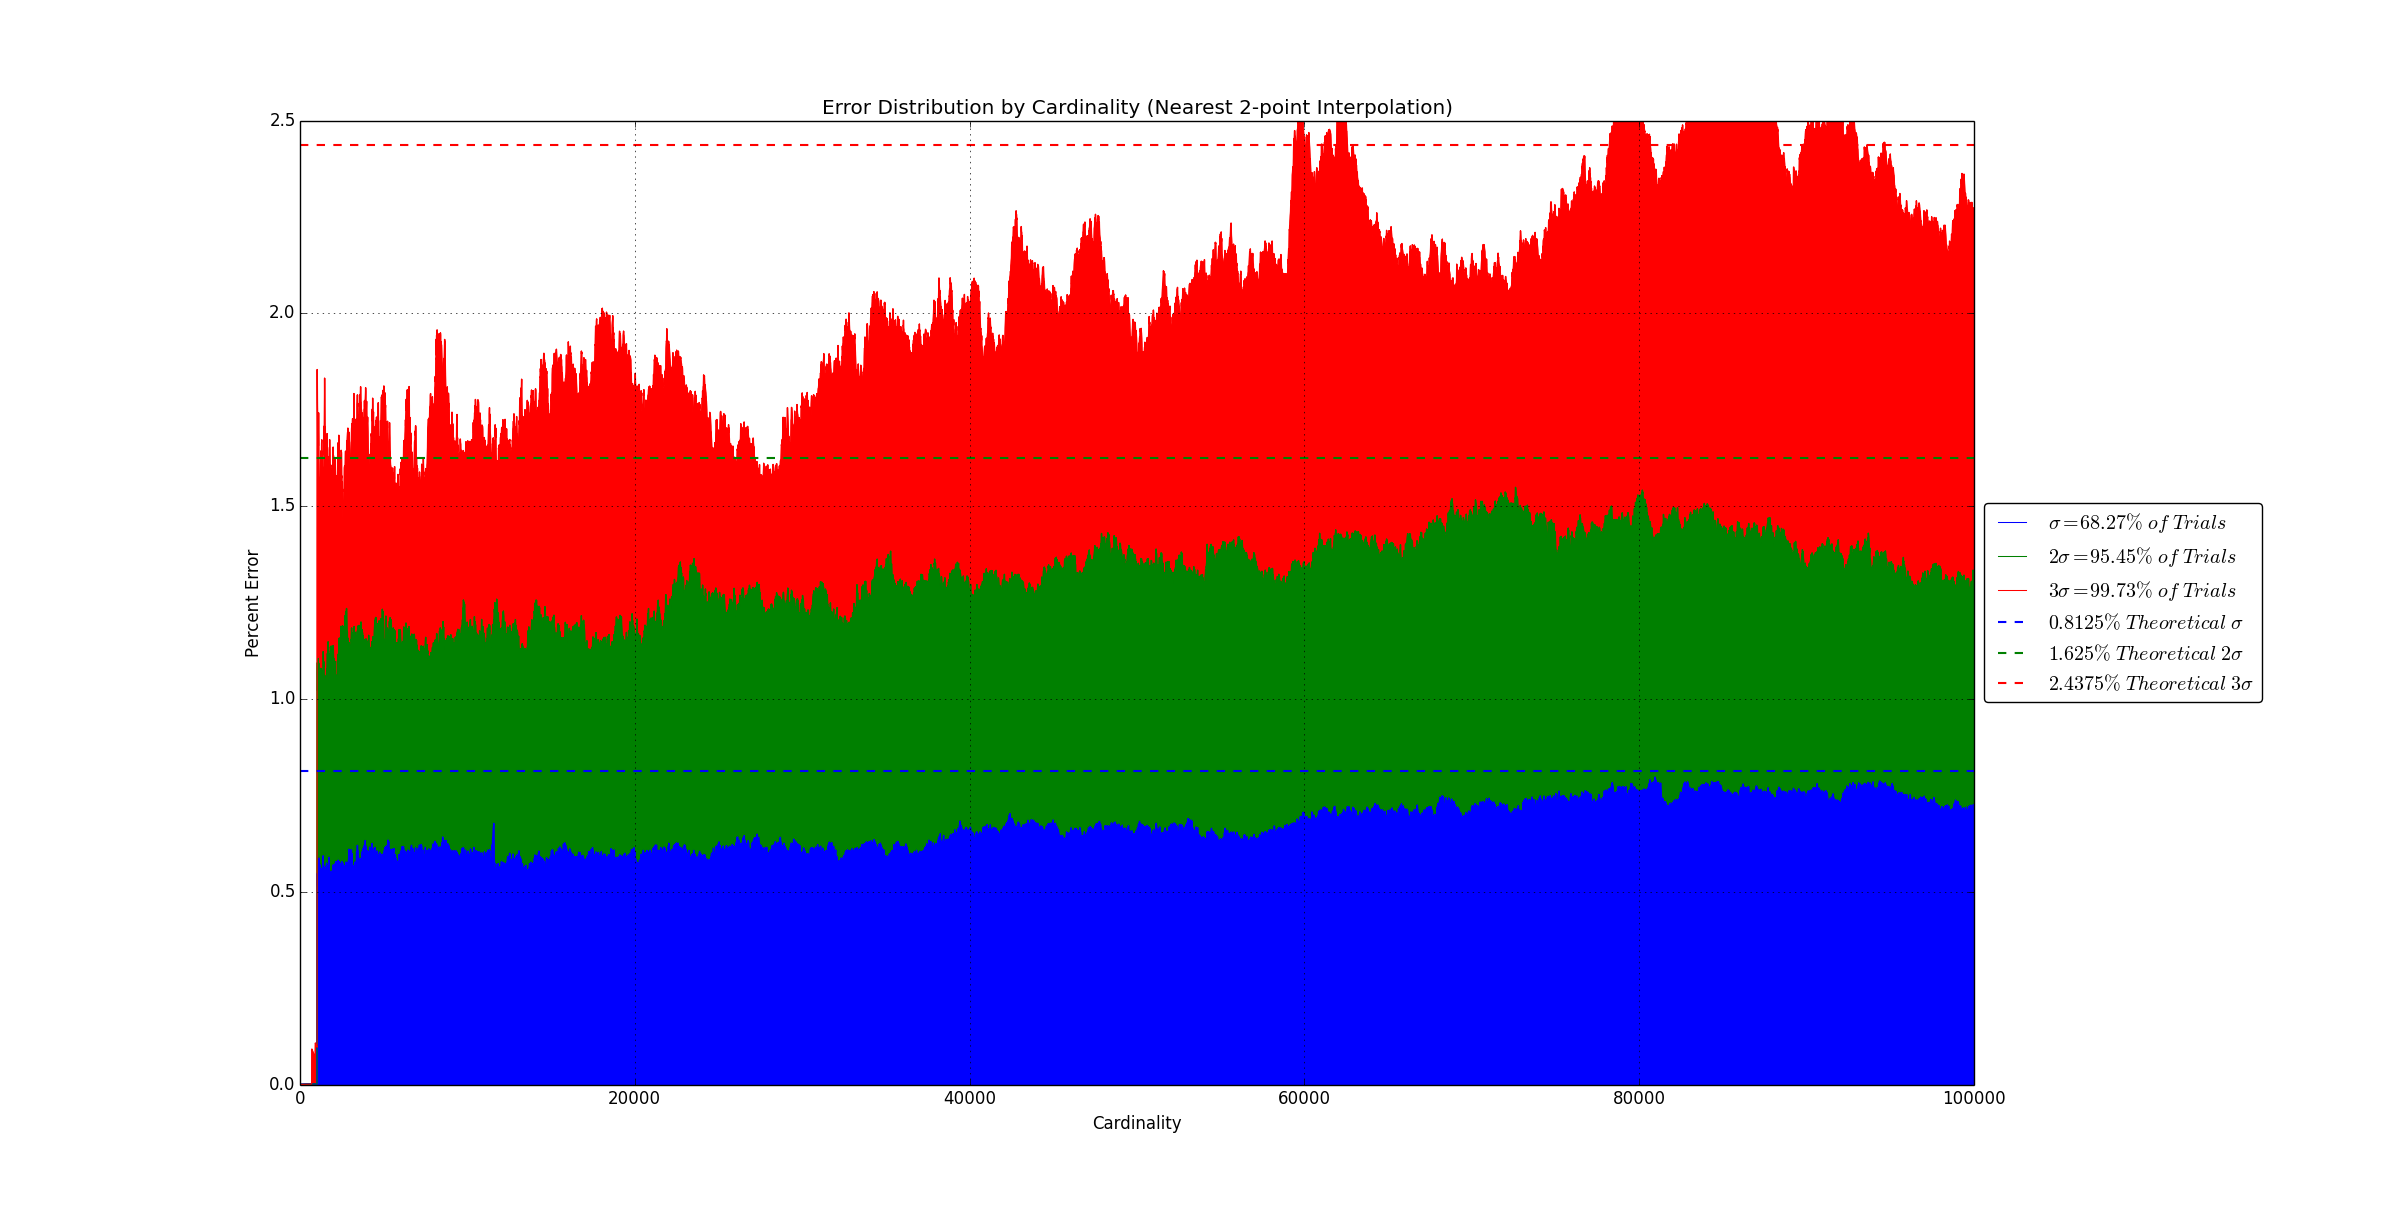 Error Distribution by Cardinality (Nearest 2-point Interpolation)
2.5
2.0
1.5
1.0
0.5
0.0
Percent Error
0 20000 40000 60000 80000 100000
Cardinality
σ=68.27% of Trials
2σ=95.45% of Trials
3σ=99.73% of Trials
0.8125% Theoretical σ
1.625% Theoretical 2σ
2.4375% Theoretical 3σ